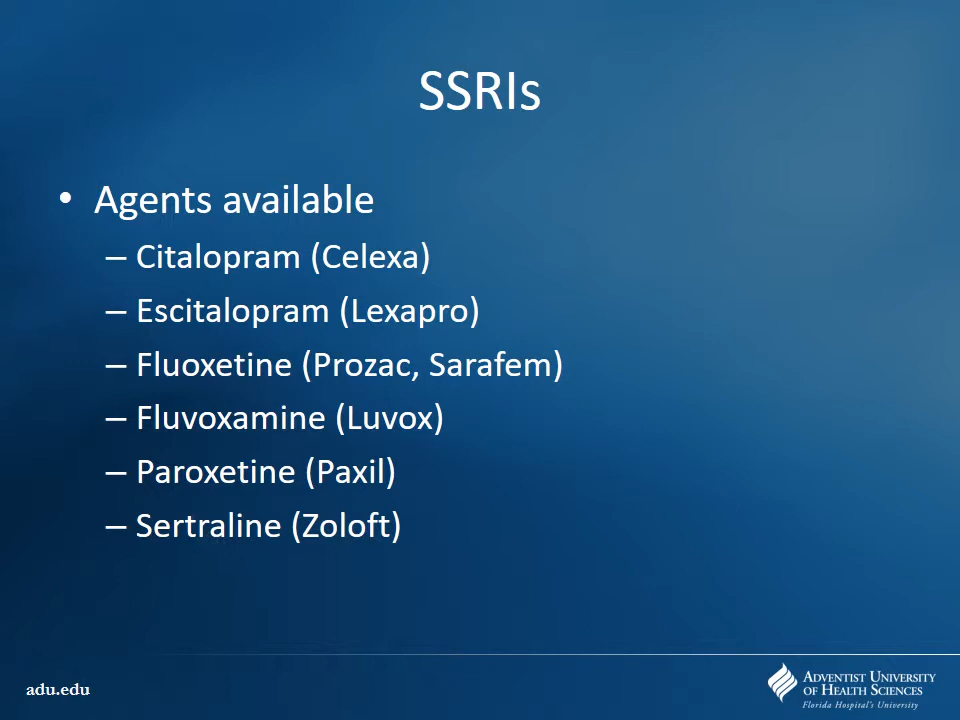 SSRIs
• Agents available
– Citalopram (Celexa)
– Escitalopram (Lexapro)
– Fluoxetine (Prozac, Sarafem)
– Fluvoxamine (Luvox)
– Paroxetine (Paxil)
– Sertraline (Zoloft)
adu.edu
ADVENTIST UNIVERSITY
OF HEALTH SCIENCES
Florida Hospital's University